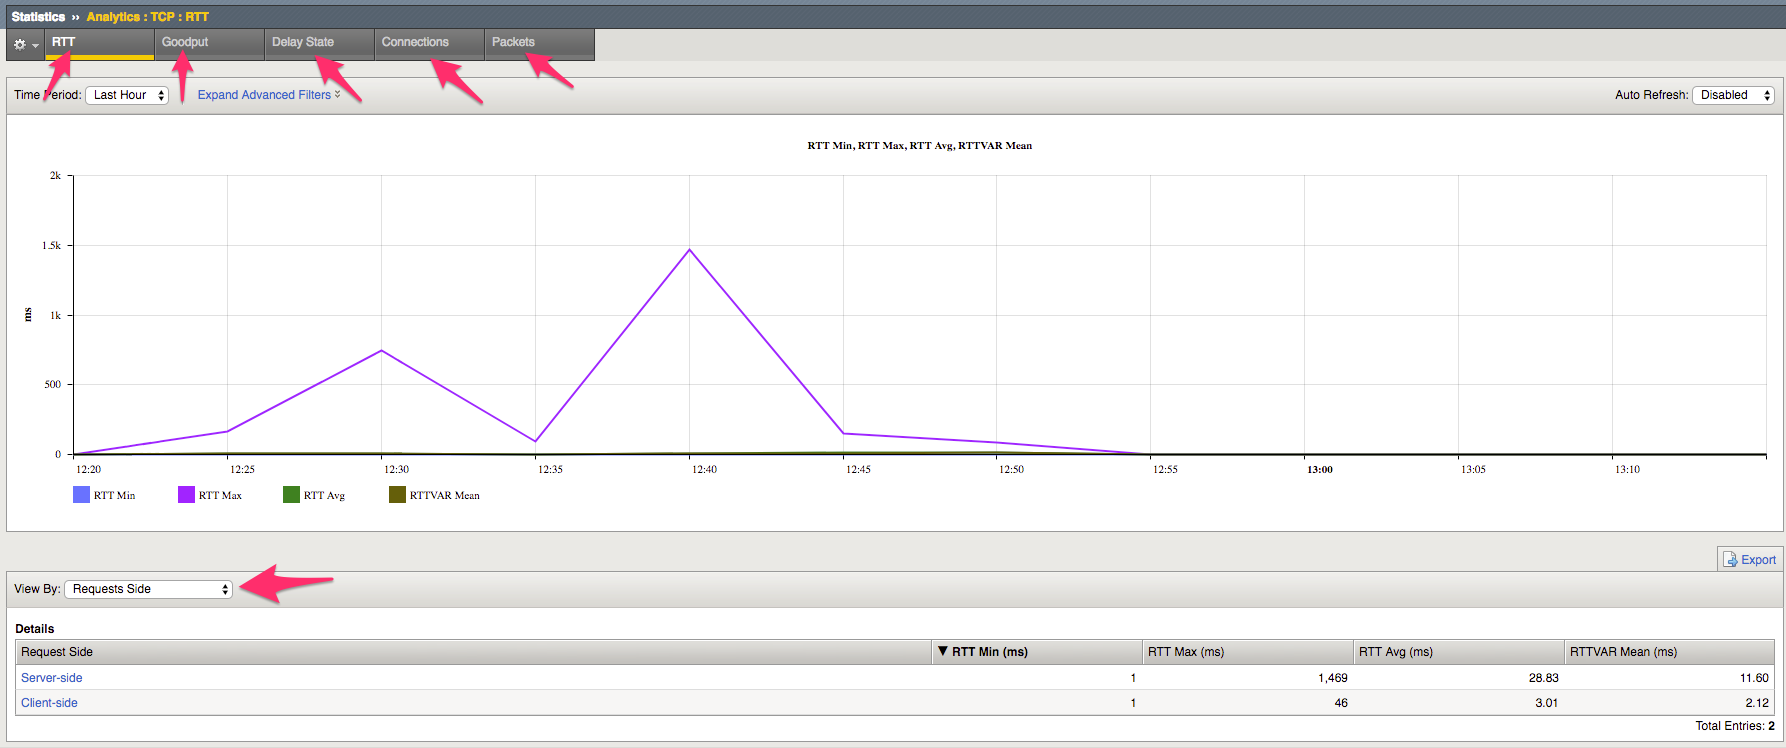 Statistics ›› Analytics : TCP : RTT
RTT Goodput Delay State Connections Packets
Time Period: Last Hour Expand Advanced Filters Auto Refresh: Disabled
RTT Min, RTT Max, RTT Avg, RTTVAR Mean
2k
1.5k
1k
500
0
ms
12:20 12:25 12:30 12:35 12:40 12:45 12:50 12:55 13:00 13:05 13:10
RTT Min RTT Max RTT Avg RTTVAR Mean
Export
View By: Requests Side
Details
Request Side ▼ RTT Min (ms) RTT Max (ms) RTT Avg (ms) RTTVAR Mean (ms)
Server-side 1 1,469 28.83 11.60
Client-side 1 46 3.01 2.12
Total Entries: 2